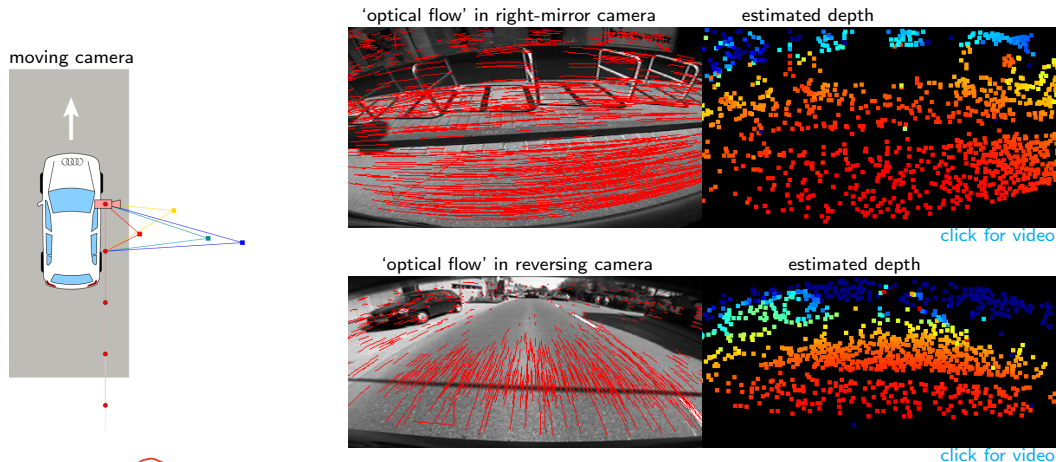 moving camera
‘optical flow’ in right-mirror camera
estimated depth
click for video
‘optical flow’ in reversing camera
estimated depth
click for video